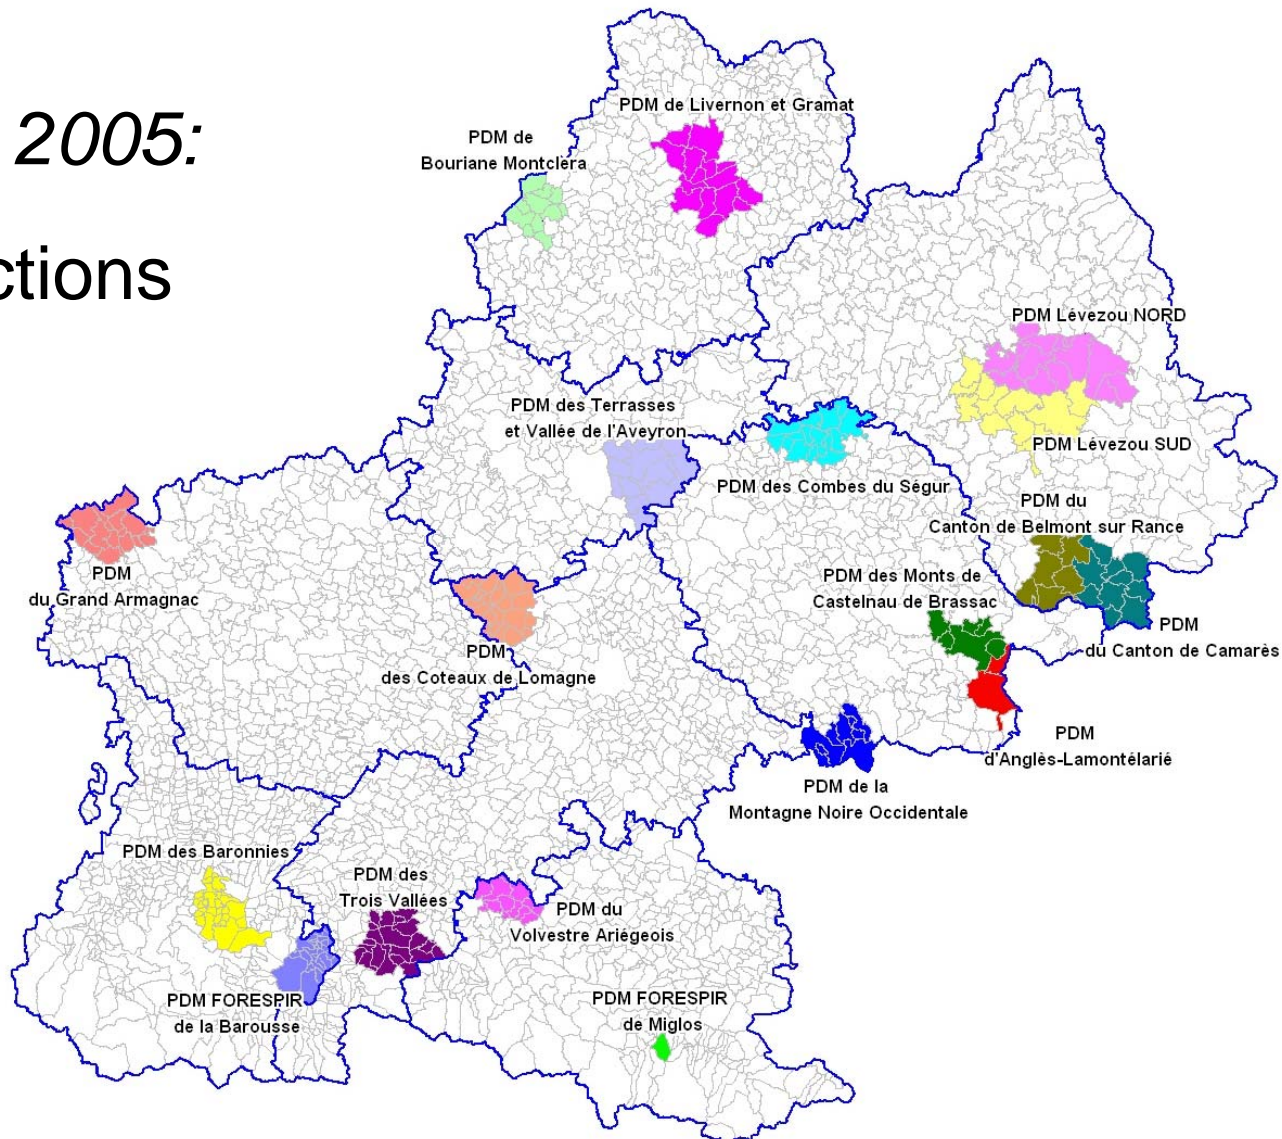 2005:
ctions
PDM de Livernon et Gramat
PDM de
Bouriane Montcléra
PDM Lévezou NORD
PDM des Terrasses
et Vallée de l'Aveyron
PDM Lévezou SUD
PDM des Combes du Ségur
PDM du
Canton de Belmont sur Rance
PDM
du Grand Armagnac
PDM des Monts de
Castelnau de Brassac
PDM
du Canton de Camarès
PDM
des Coteaux de Lomagne
PDM
d'Anglès-Lamontélarié
PDM de la
Montagne Noire Occidentale
PDM des Baronnies
PDM des
Trois Vallées
PDM du
Volvestre Ariégeois
PDM FORESPIR
de la Barousse
PDM FORESPIR
de Miglos